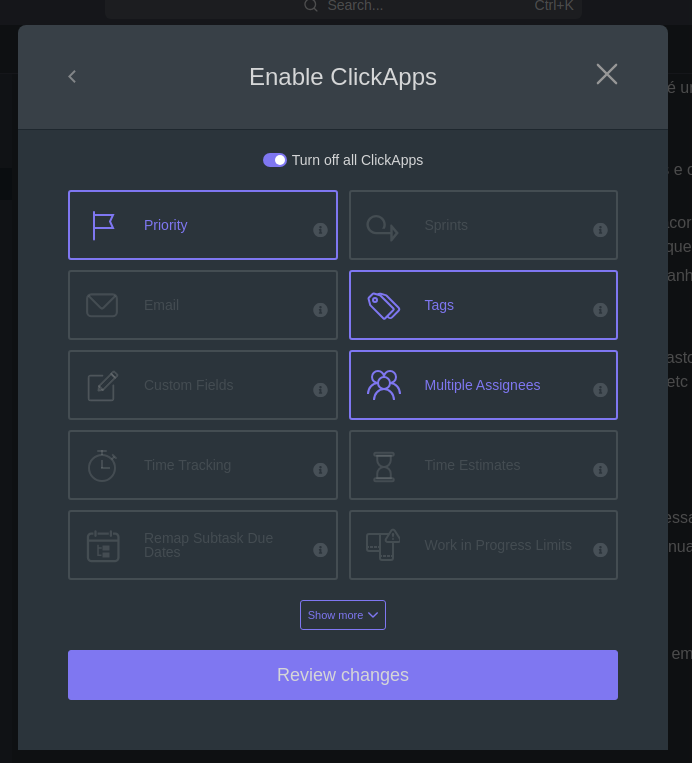 Search...
Ctrl+K
Enable ClickApps
é un
Turn off all ClickApps
s e c
Priority
Sprints
acor
que
anh
Email
Tags
asto
etc
Custom Fields
Multiple Assignees
Time Tracking
Time Estimates
essa
Remap Subtask Due
Dates
Work in Progress Limits
nua
Show more
em
Review changes